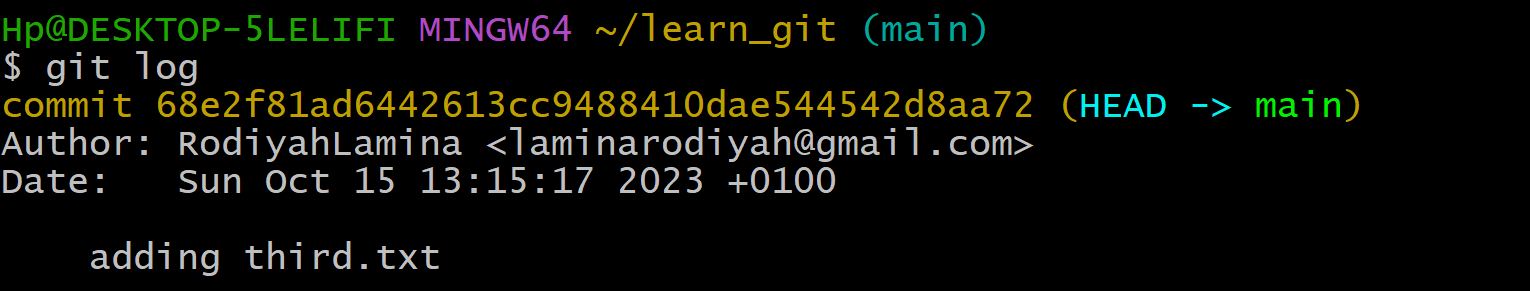 Hp@DESKTOP-5LELIFI MINGW64 ~/learn_git (main)
$ git log
commit 68e2f81ad6442613cc9488410dae544542d8aa72 (HEAD -> main)
Author: RodiyahLamina <laminarodiyah@gmail.com>
Date:   Sun Oct 15 13:15:17 2023 +0100
    adding third.txt